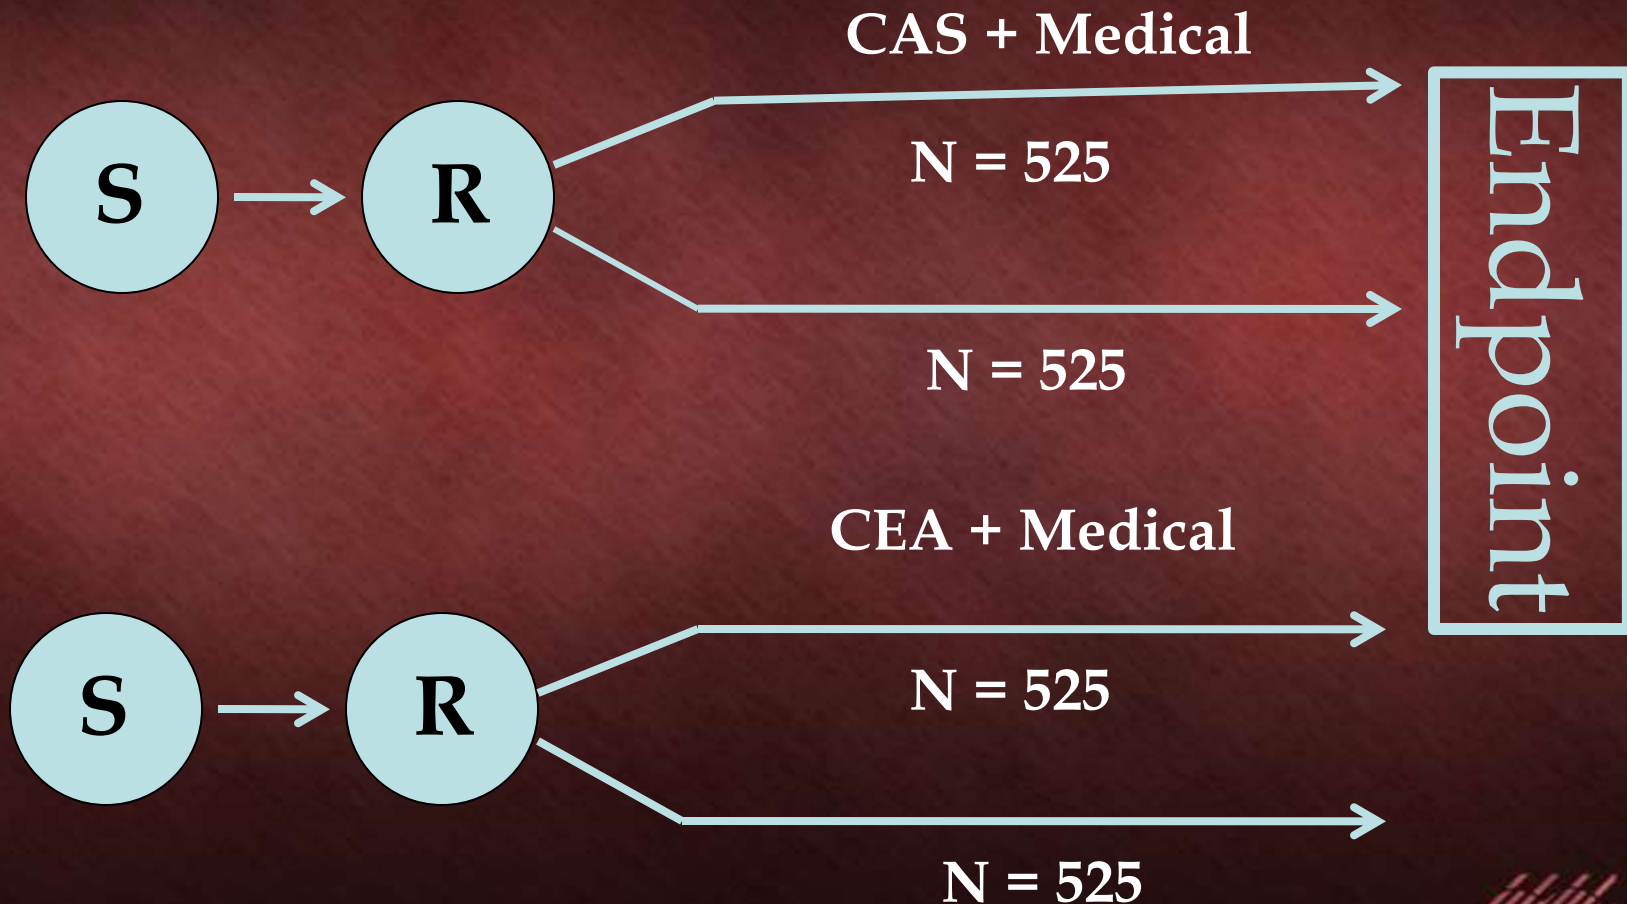 CAS + Medical
S
R
N = 525
N = 525
Endpoint
CEA + Medical
S
R
N = 525
N = 525